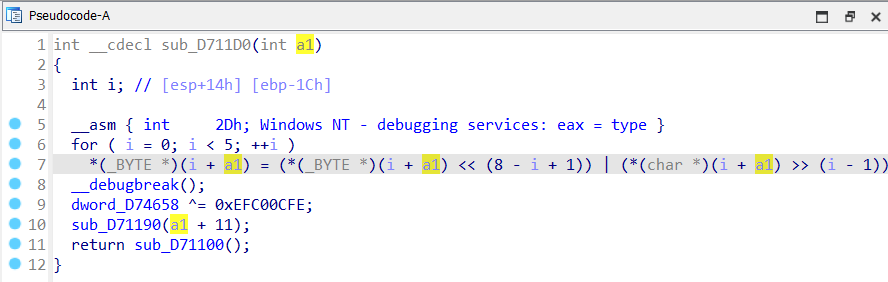 Pseudocode-A
1 int __cdecl sub_D711D0(int a1)
2 {
3   int i; // [esp+14h] [ebp-1Ch]
4
5   __asm { int     2Dh; Windows NT - debugging services: eax = type }
6   for ( i = 0; i < 5; ++i )
7     *(_BYTE *)(i + a1) = (*(_BYTE *)(i + a1) << (8 - i + 1)) | (*(char *)(i + a1) >> (i - 1))
8   __debugbreak();
9   dword_D74658 ^= 0xEFC00CFE;
10   sub_D71190(a1 + 11);
11   return sub_D71100();
12 }